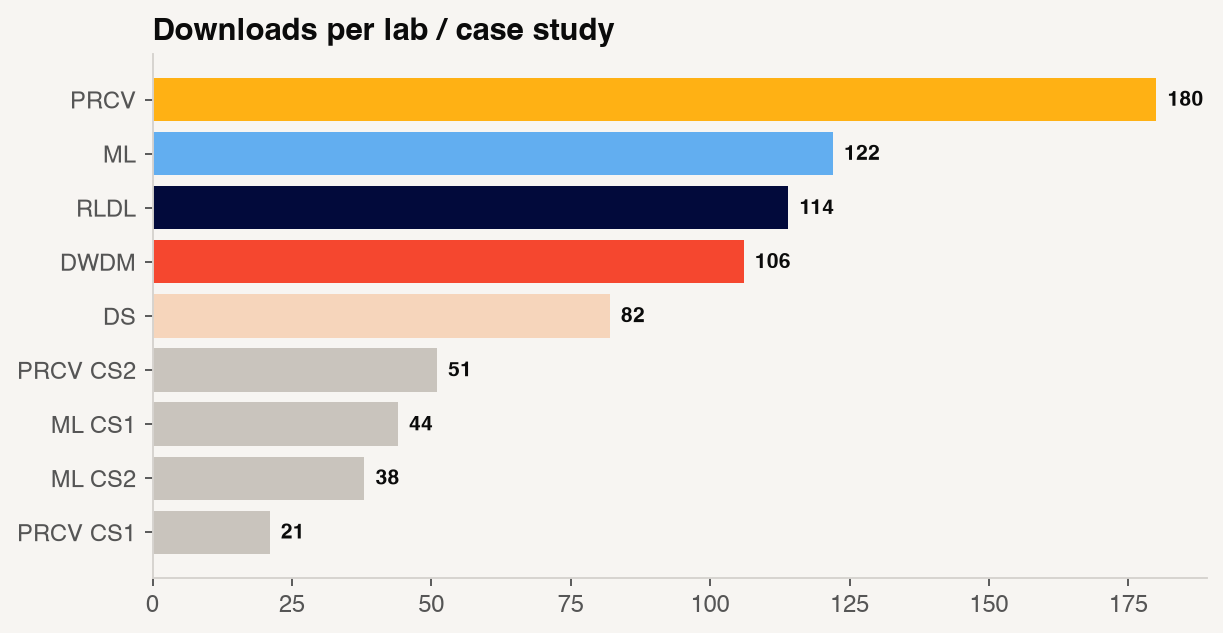 Downloads per lab / case study
PRCV 180
ML 122
RLDL 114
DWDM 106
DS 82
PRCV CS2 51
ML CS1 44
ML CS2 38
PRCV CS1 21
0 25 50 75 100 125 150 175